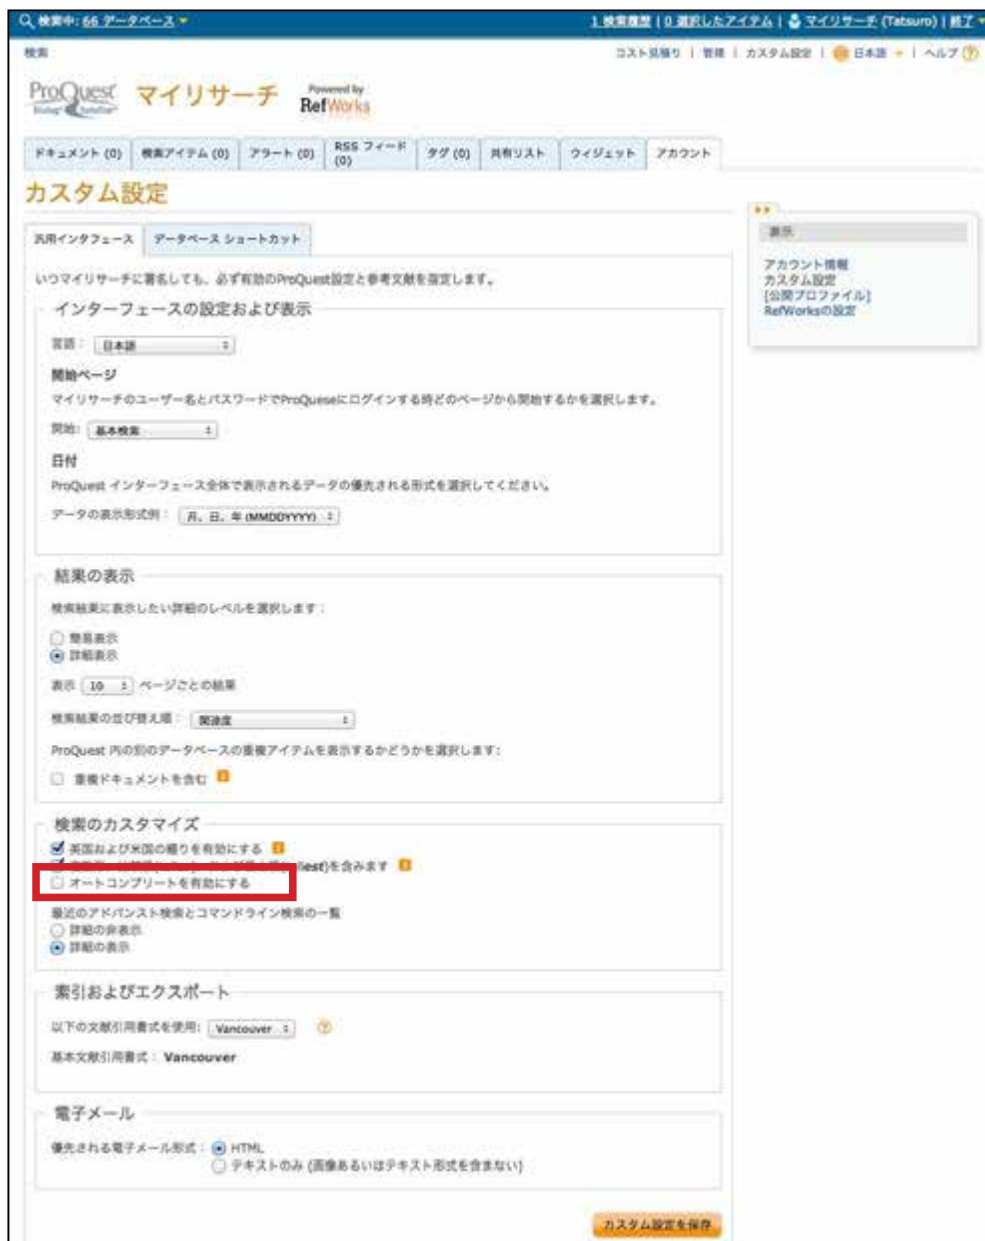 検索中: 66 データベース
1 検索履歴 | 0 選択したアイテム | マイリサーチ (Tatsuro) | 終了
検索
コスト見積り | 管理 | カスタム設定 | 日本語 | ヘルプ ?
ProQuest
マイリサーチ
Powered by
RefWorks
ドキュメント (0)
検索アイテム (0)
アラート (0)
RSS フィード (0)
タグ (0)
共有リスト
ウィジェット
アカウント
カスタム設定
汎用インタフェース
データベース ショートカット
いつマイリサーチに署名しても、必ず有効のProQuest設定と参考文献を指定します。
インターフェースの設定および表示
言語: 日本語
開始ページ
マイリサーチのユーザー名とパスワードでProQueseにログインする時どのページから開始するかを選択します。
開始: 基本検索
日付
ProQuest インターフェース全体で表示されるデータの優先される形式を選択してください。
データの表示形式例: 月、日、年 (MMDDYYYY)
結果の表示
検索結果に表示したい詳細のレベルを選択します:
簡易表示
詳細表示
表示 10 ページごとの結果
検索結果の並び替え順: 関連度
ProQuest 内の別のデータベースの重複アイテムを表示するかどうかを選択します:
重複ドキュメントを含む
検索のカスタマイズ
英国および米国の綴りを有効にする
est)を含みます
オートコンプリートを有効にする
最近のアドバンスト検索とコマンドライン検索の一覧
詳細の非表示
詳細の表示
索引およびエクスポート
以下の文献引用書式を使用: Vancouver ?
基本文献引用書式: Vancouver
電子メール
優先される電子メール形式: HTML
テキストのみ (画像あるいはテキスト形式を含まない)
カスタム設定を保存
表示
アカウント情報
カスタム設定
[公開プロファイル]
RefWorksの設定